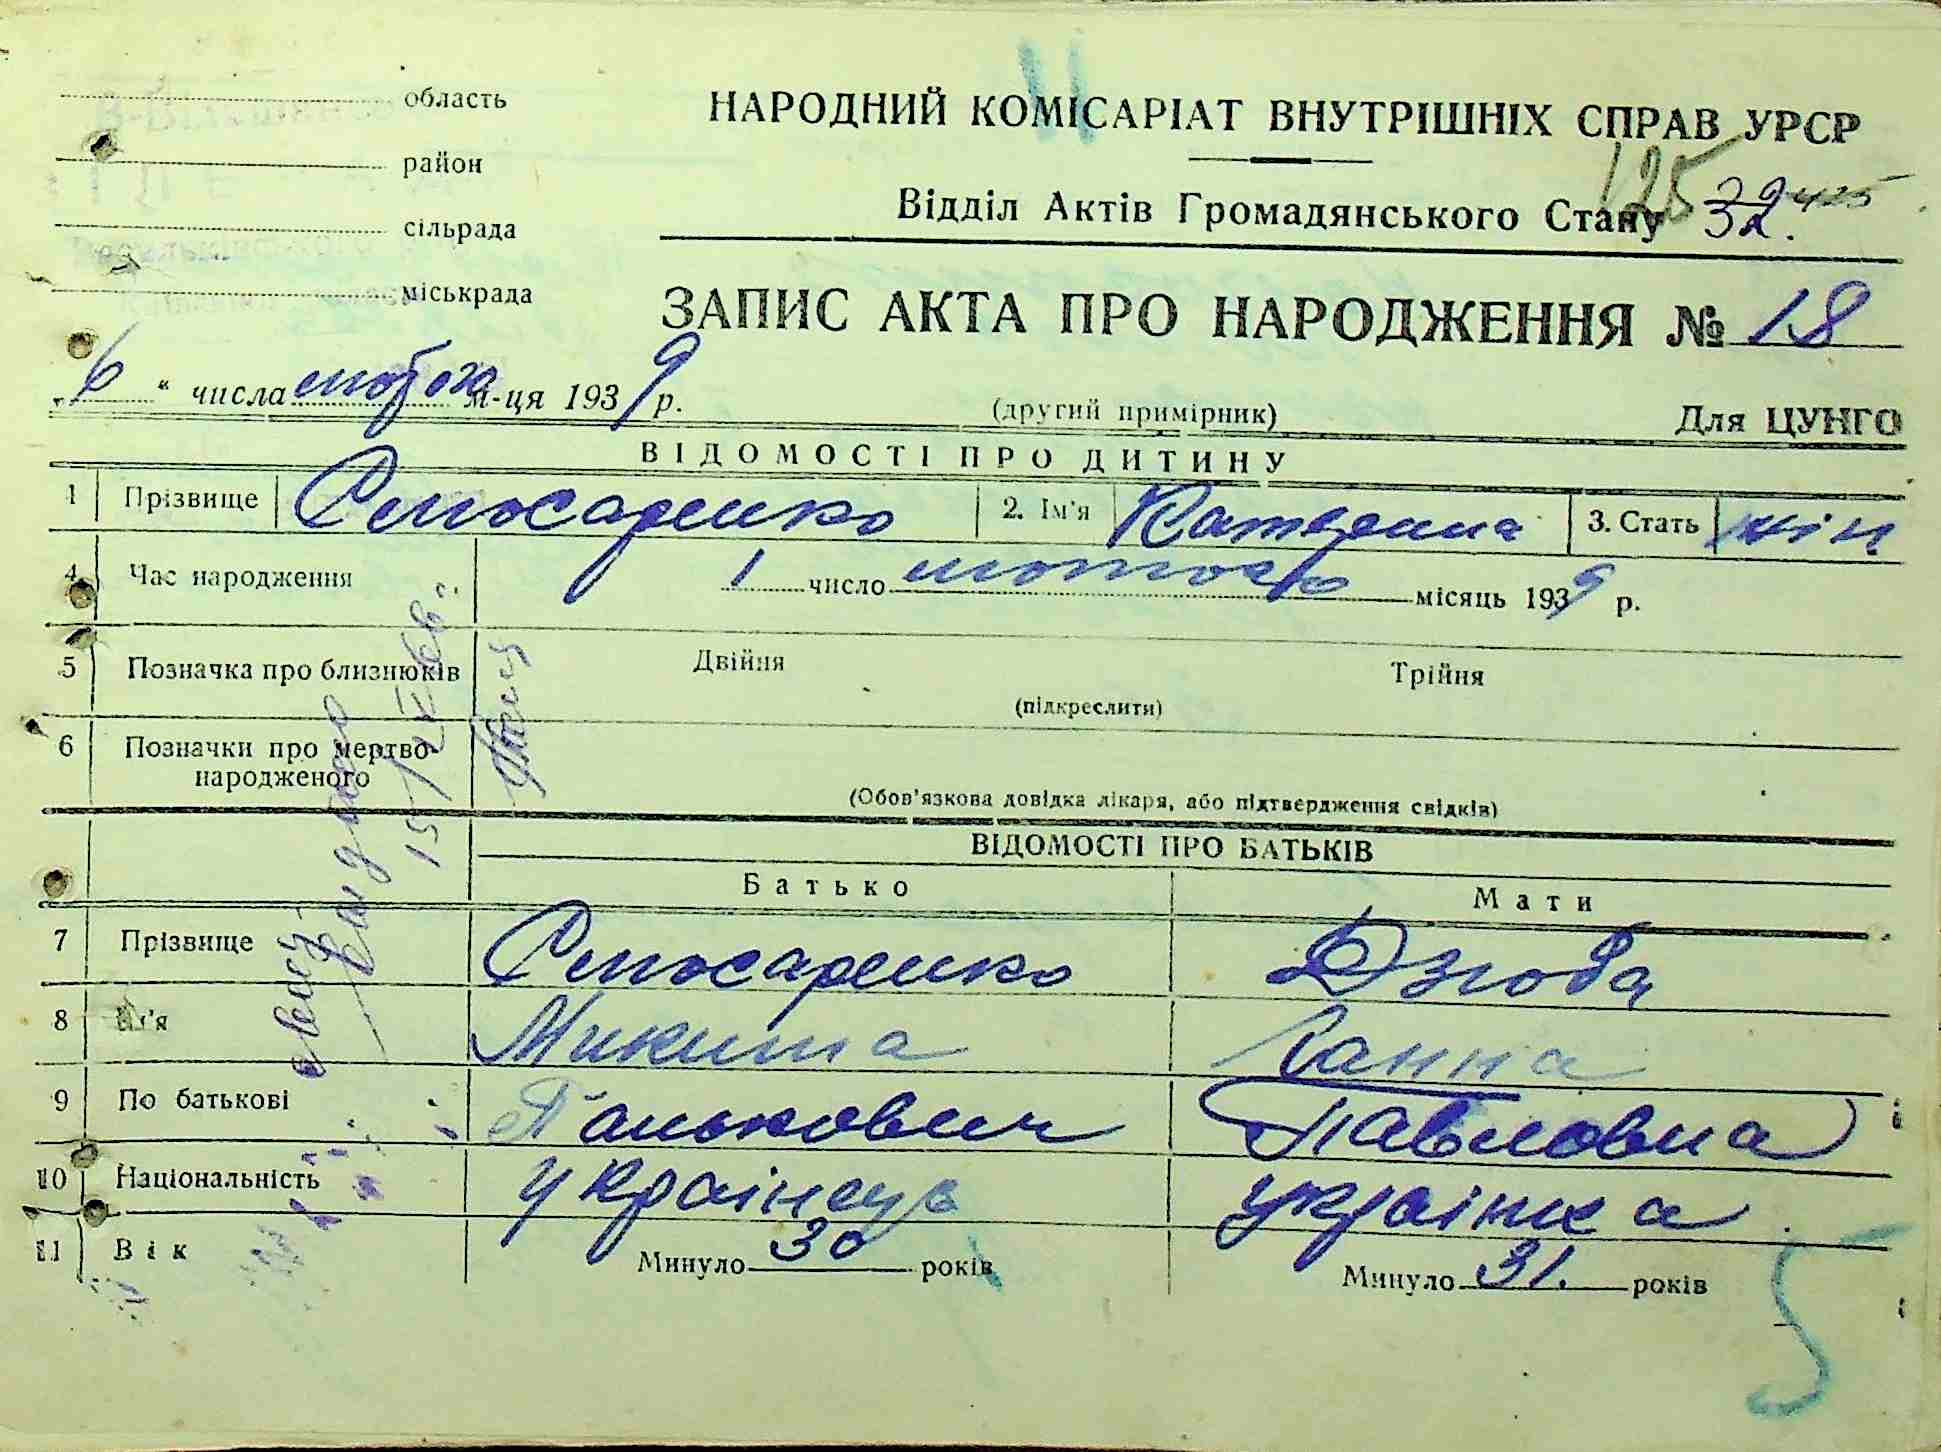 область
район
сільрада
міськрада
НАРОДНИЙ КОМІСАРІАТ ВНУТРІШНІХ СПРАВ УРСР
Відділ Актів Громадянського Стану 32.
125
ЗАПИС АКТА ПРО НАРОДЖЕННЯ № 18
„6“ числа м-ця 1939 р.
(другий примірник)
Для ЦУНГО
ВІДОМОСТІ ПРО ДИТИНУ
1 Прізвище Слюсаренко 2. Ім'я Катерина 3. Стать жін
4 Час народження 1 число лютого місяць 1939 р.
5 Позначка про близнюків Двійня Трійня
(підкреслити)
6 Позначки про мертво-
народженого
(Обов'язкова довідка лікаря, або підтвердження свідків)
ВІДОМОСТІ ПРО БАТЬКІВ
Батько Мати
7 Прізвище Слюсаренко Дзюба
8 Ім'я Микита Ганна
9 По батькові Панькович Павловна
10 Національність українець українка
11 Вік Минуло 30 років Минуло 31. років
5